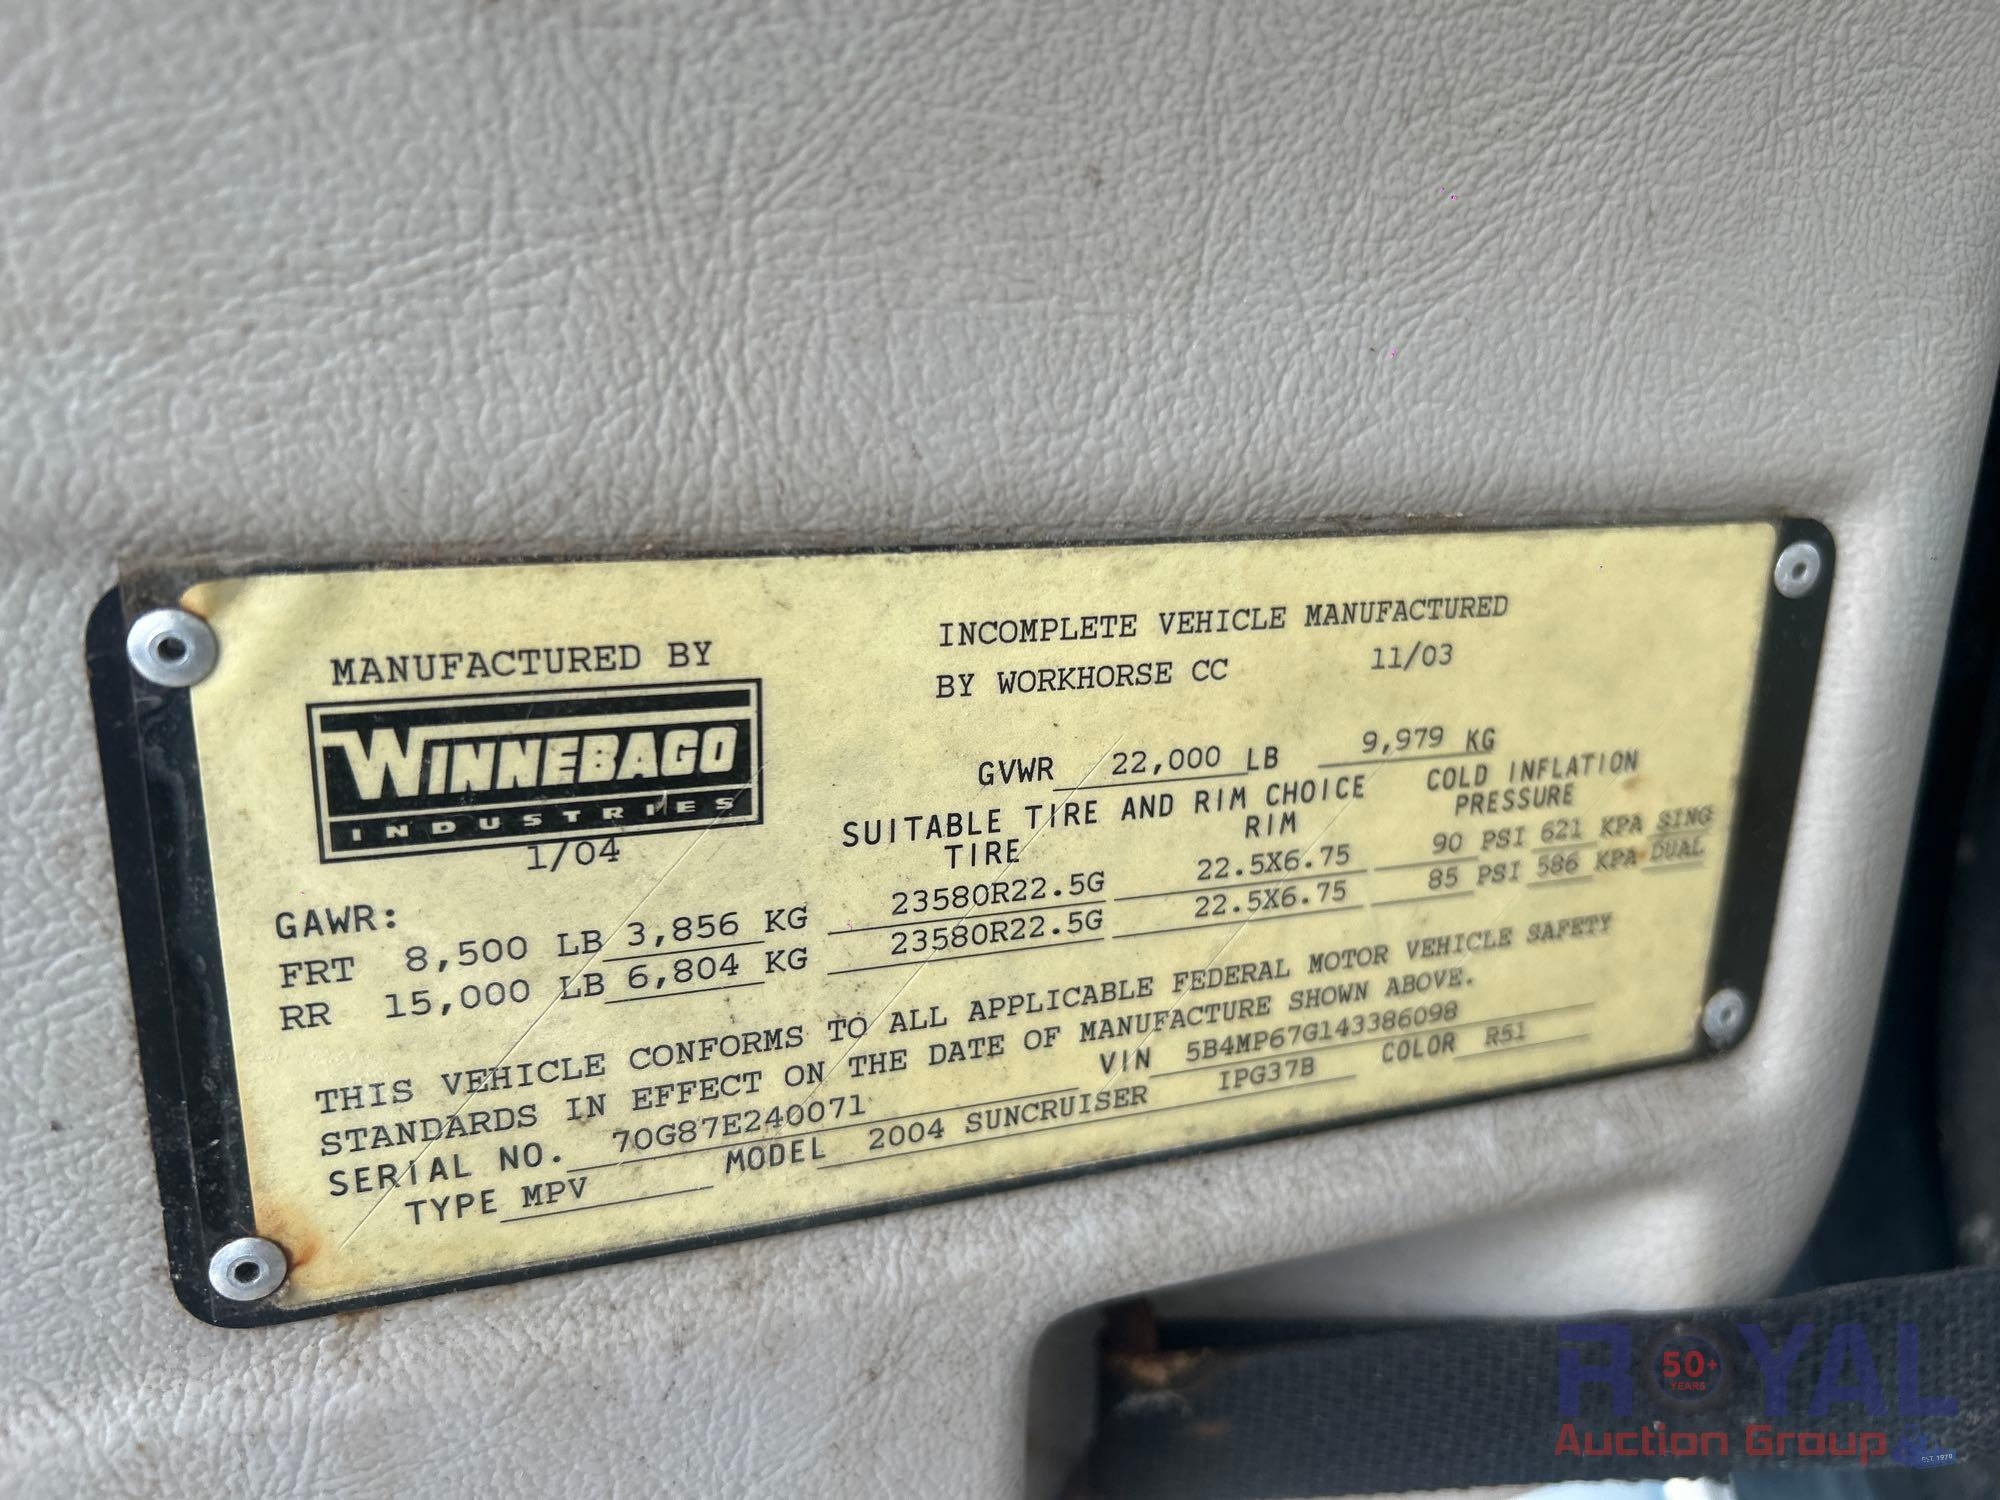 MANUFACTURED BY
WINNEBAGO
INDUSTRIES
1/04
INCOMPLETE VEHICLE MANUFACTURED
BY WORKHORSE CC 11/03
GVWR 22,000 LB 9,979 KG
SUITABLE TIRE AND RIM CHOICE COLD INFLATION
TIRE RIM PRESSURE
GAWR:
FRT 8,500 LB 3,856 KG 23580R22.5G 22.5X6.75 90 PSI 621 KPA SING
RR 15,000 LB 6,804 KG 23580R22.5G 22.5X6.75 85 PSI 586 KPA DUAL
THIS VEHICLE CONFORMS TO ALL APPLICABLE FEDERAL MOTOR VEHICLE SAFETY
STANDARDS IN EFFECT ON THE DATE OF MANUFACTURE SHOWN ABOVE.
SERIAL NO. 70G87E240071 VIN 5B4MP67G143386098
TYPE MPV MODEL 2004 SUNCRUISER IPG37B COLOR R51
ROYAL
50+
YEARS
Auction Group
EST. 1970